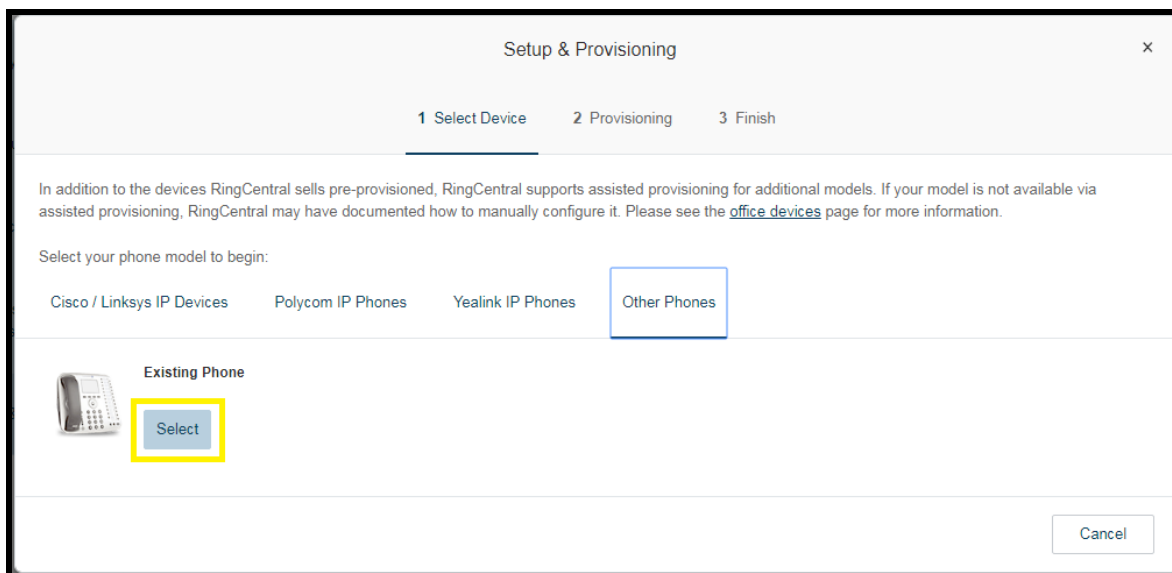 Setup & Provisioning
×
1 Select Device 2 Provisioning 3 Finish
In addition to the devices RingCentral sells pre-provisioned, RingCentral supports assisted provisioning for additional models. If your model is not available via
assisted provisioning, RingCentral may have documented how to manually configure it. Please see the office devices page for more information.
Select your phone model to begin:
Cisco / Linksys IP Devices Polycom IP Phones Yealink IP Phones Other Phones
Existing Phone
Select
Cancel